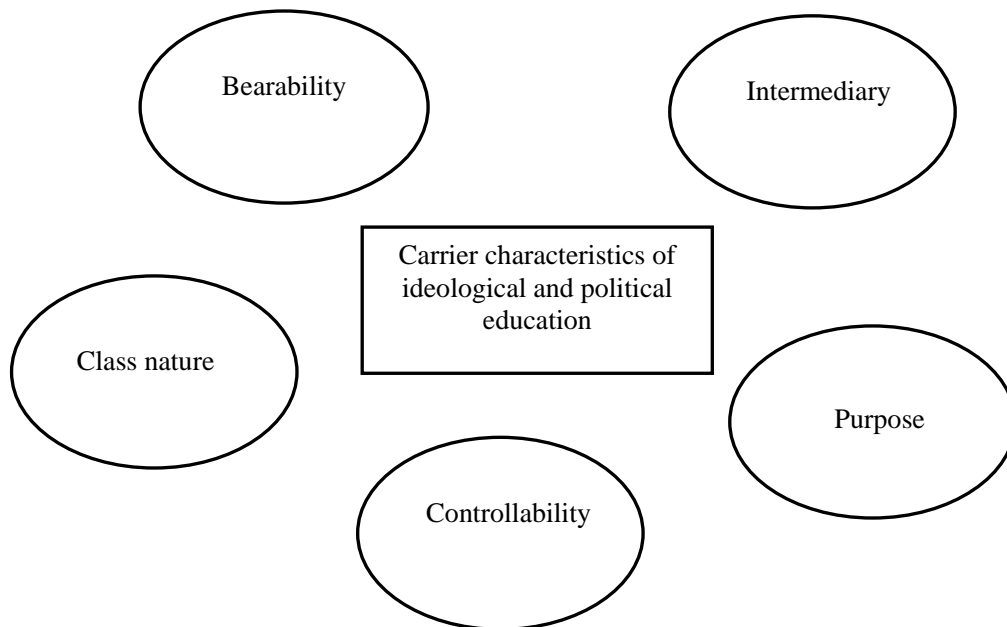 Bearability
Intermediary
Carrier characteristics of
ideological and political
education
Class nature
Purpose
Controllability